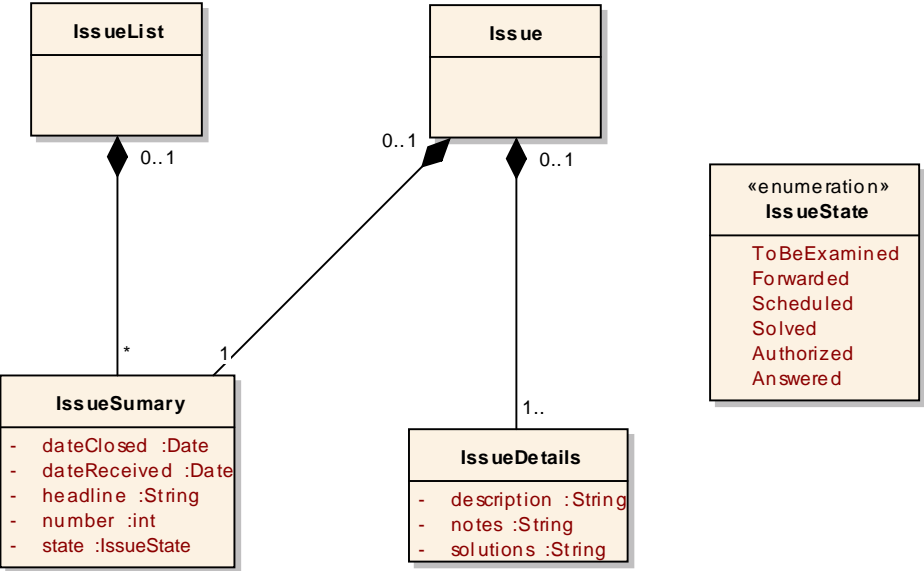 IssueList
Issue
0..1
0..1
0..1
«enumeration»
IssueState
ToBeExamined
Forwarded
Scheduled
Solved
Authorized
Answered
*
1
1..
IssueSumary
- dateClosed :Date
- dateReceived :Date
- headline :String
- number :int
- state :IssueState
IssueDetails
- description :String
- notes :String
- solutions :String